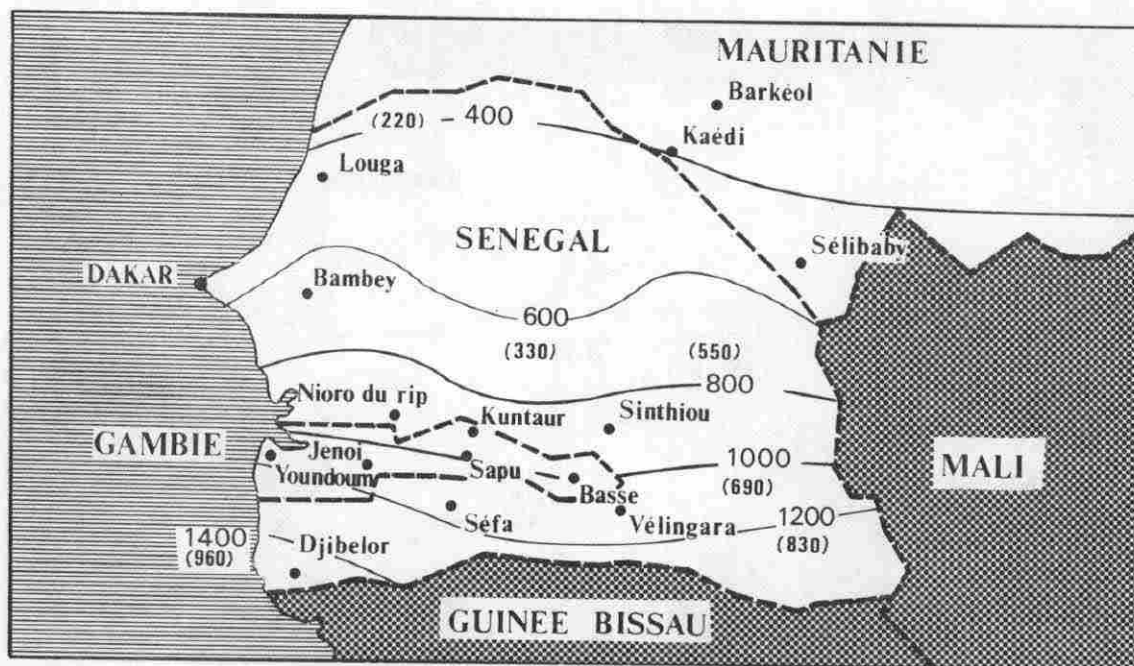 MAURITANIE
Barkéol
(220)
400
Kaédi
Louga
SENEGAL
Sélibaby
DAKAR
Bambey
600
(330)
(550)
800
Nioro du rip
Kuntaur
Sinthiou
GAMBIE
Jenoi
Youndoum
Sapu
Basse
1000
(690)
MALI
Séfa
Vélingara
1200
(830)
1400
(960)
Djibelor
GUINEE BISSAU